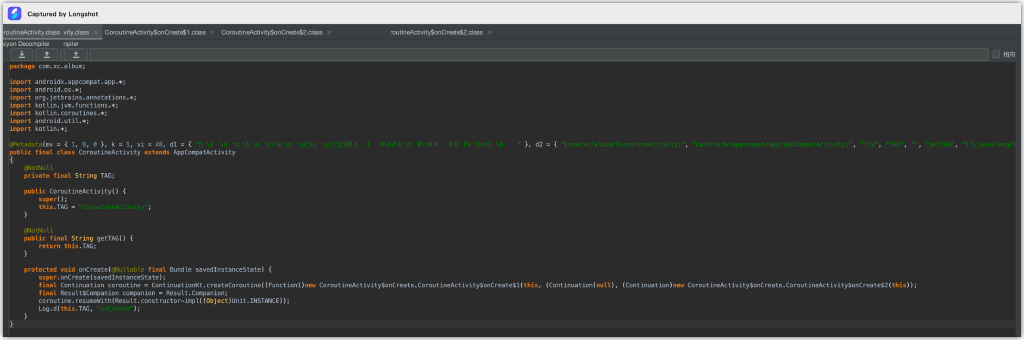 Captured by Longshot
routineActivity.class vity.class × CoroutineActivity$onCreate$1.class × CoroutineActivity$onCreate$2.class × routineActivity$onCreate$2.class ×
cyon Decompiler npiler
相符
package com.xc.album;
import androidx.appcompat.app.*;
import android.os.*;
import org.jetbrains.annotations.*;
import kotlin.jvm.functions.*;
import kotlin.coroutines.*;
import android.util.*;
import kotlin.*;
@Metadata(mv = { 1, 8, 0 }, k = 1, xi = 48, d1 = { }, d2 = { "Lcom/xc/album/CoroutineActivity;", "Landroidx/appcompat/app/AppCompatActivity;", "()V", "TAG", "", "getTAG", "()Ljava/lang/
public final class CoroutineActivity extends AppCompatActivity
{
@NotNull
private final String TAG;
public CoroutineActivity() {
super();
this.TAG = "CoroutineActivity";
}
@NotNull
public final String getTAG() {
return this.TAG;
}
protected void onCreate(@Nullable final Bundle savedInstanceState) {
super.onCreate(savedInstanceState);
final Continuation coroutine = ContinuationKt.createCoroutine((Function1)new CoroutineActivity$onCreate.CoroutineActivity$onCreate$1(this, (Continuation)null), (Continuation)new CoroutineActivity$onCreate.CoroutineActivity$onCreate$2(this));
final Result$Companion companion = Result.Companion;
coroutine.resumeWith(Result.constructor-impl((Object)Unit.INSTANCE));
Log.d(this.TAG, "onCreate");
}
}